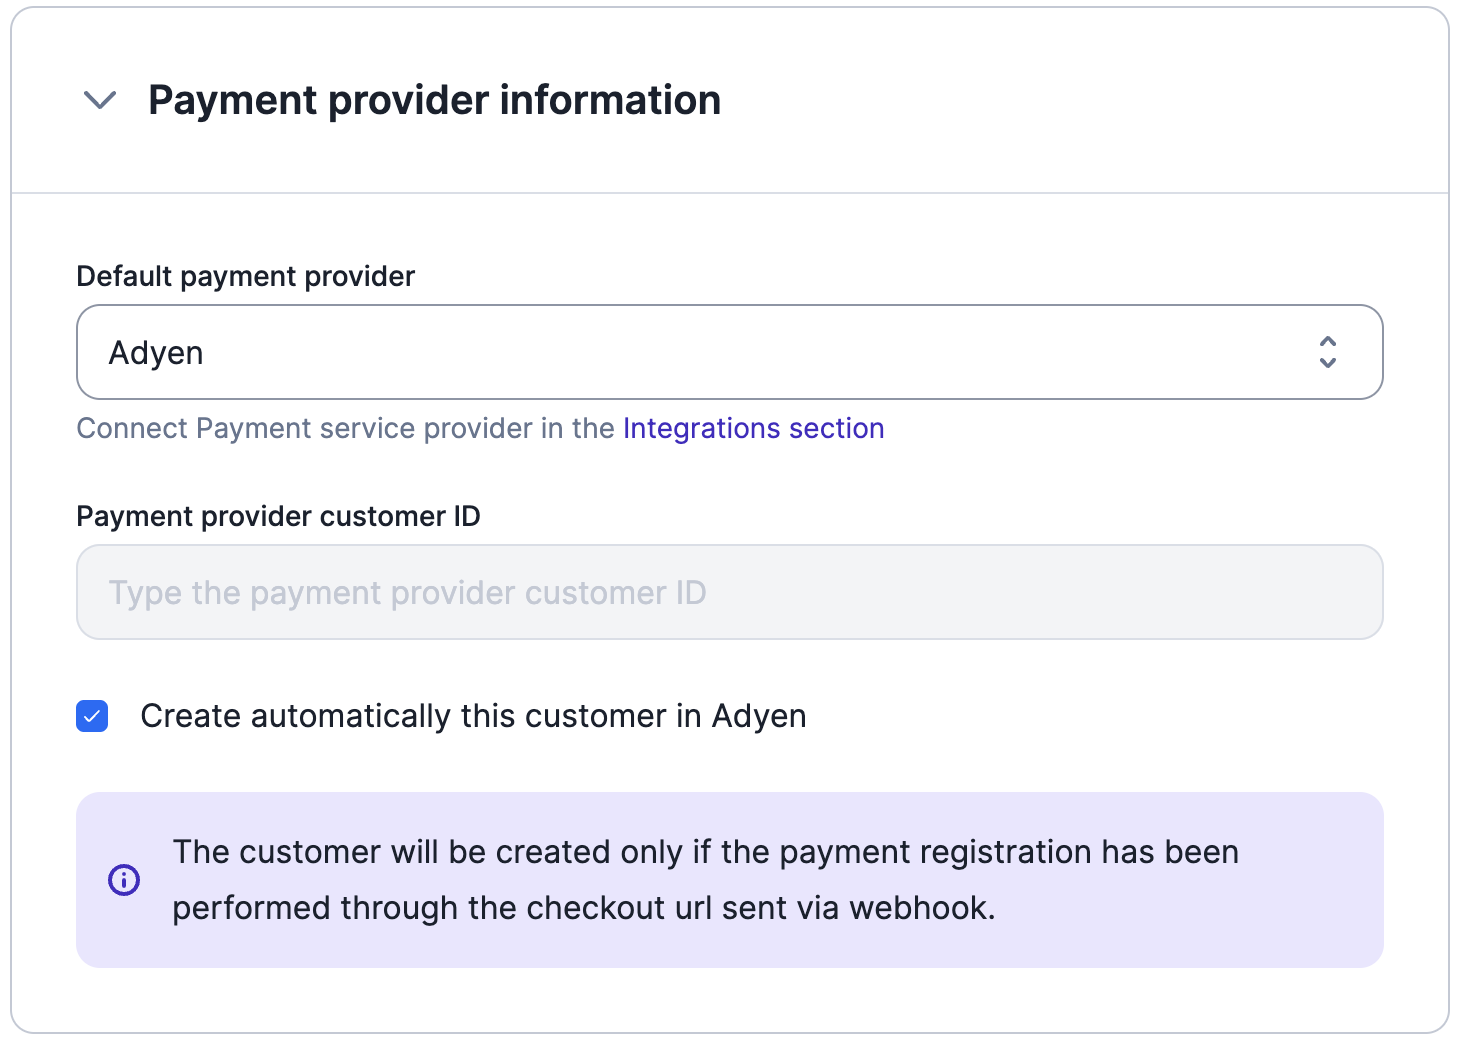 Payment provider information
Default payment provider
Adyen
Connect Payment service provider in the Integrations section
Payment provider customer ID
Type the payment provider customer ID
Create automatically this customer in Adyen
The customer will be created only if the payment registration has been
performed through the checkout url sent via webhook.